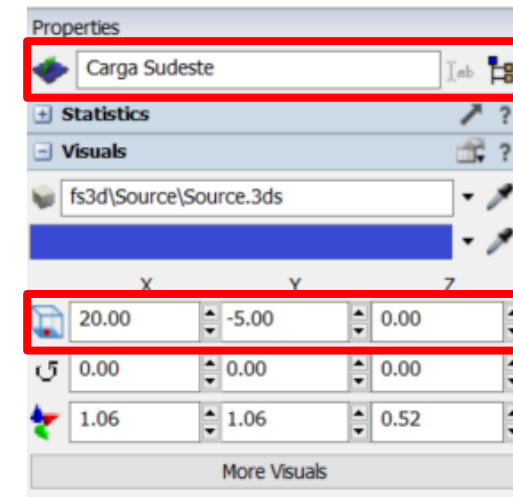 Properties
Carga Sudeste
Statistics ?
Visuals ?
fs3d\Source\Source.3ds
X Y Z
20.00 -5.00 0.00
0.00 0.00 0.00
1.06 1.06 0.52
More Visuals